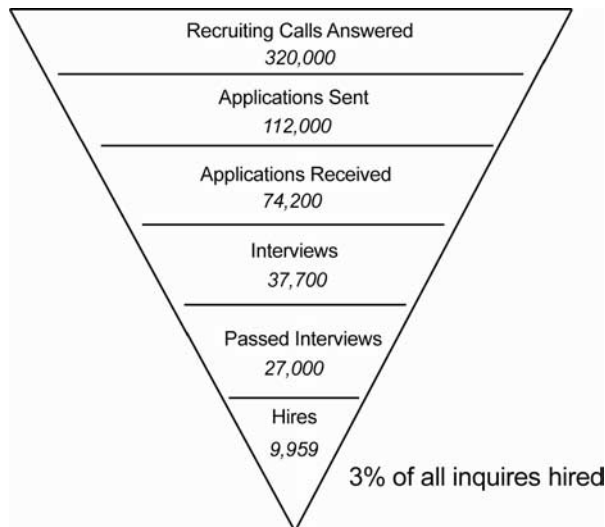 Recruiting Calls Answered
320,000
Applications Sent
112,000
Applications Received
74,200
Interviews
37,700
Passed Interviews
27,000
Hires
9,959
3% of all inquires hired